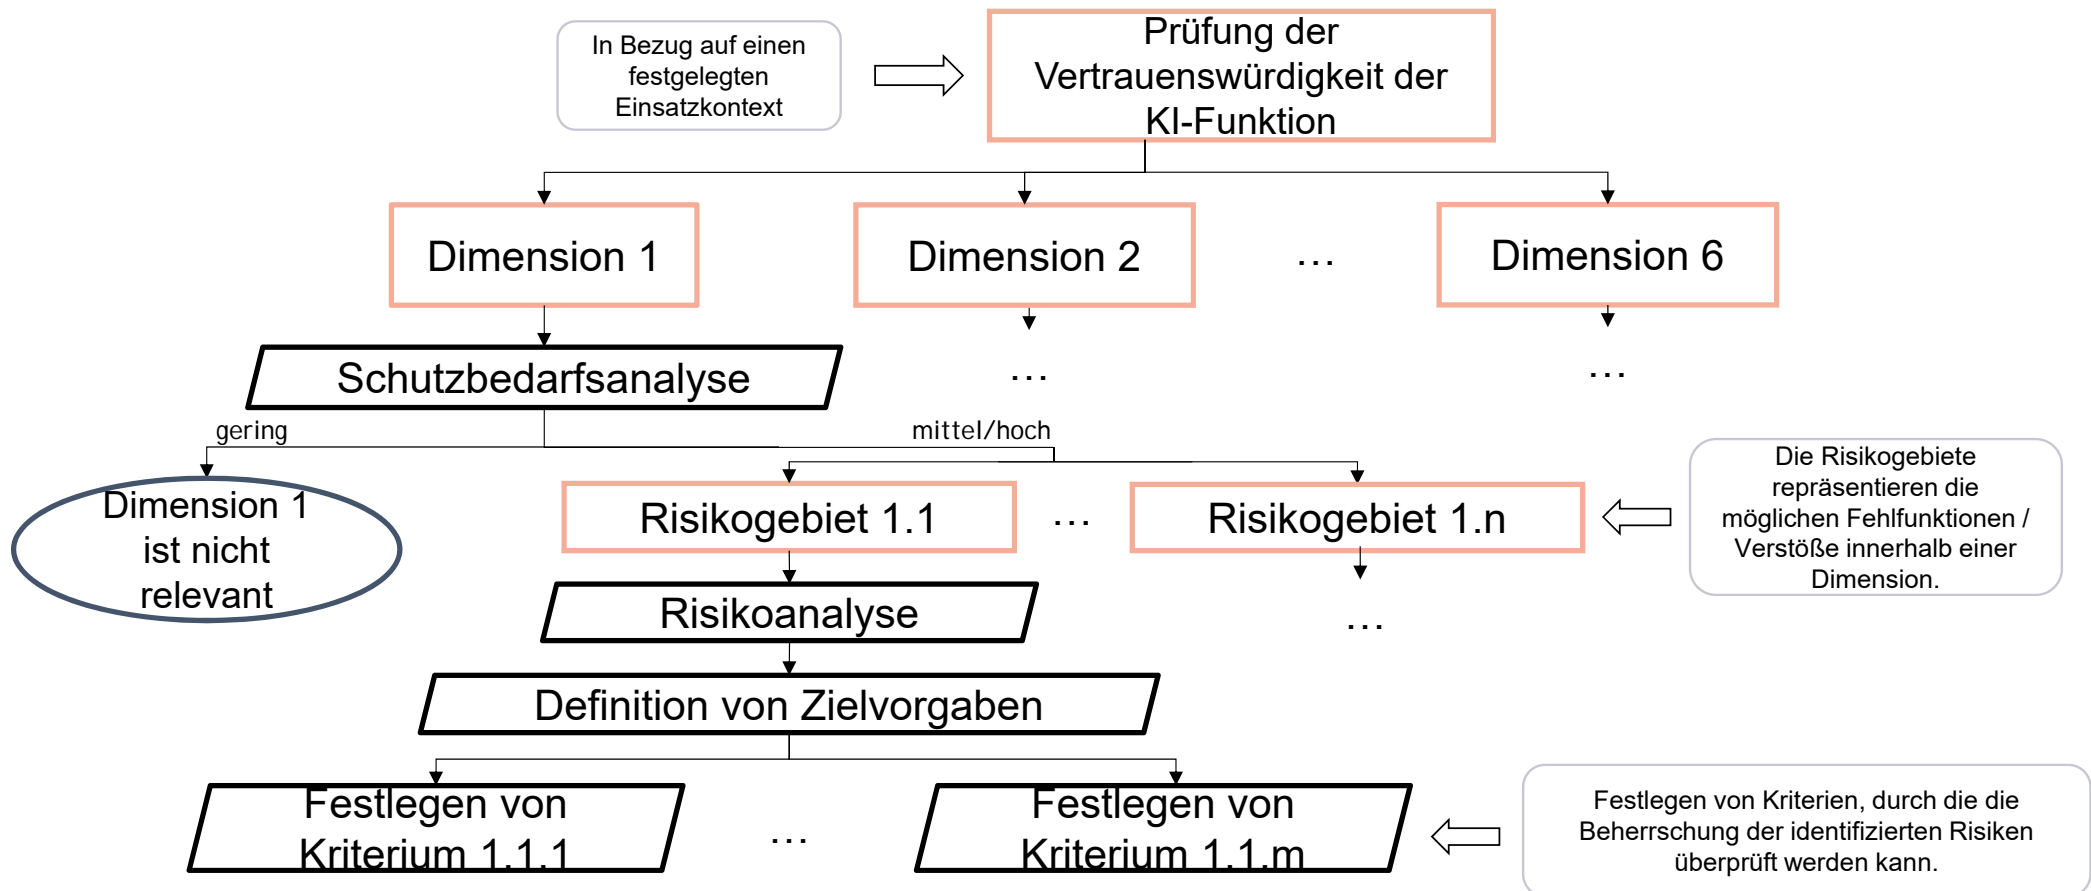 In Bezug auf einen
festgelegten
Einsatzkontext
Prüfung der
Vertrauenswürdigkeit der
KI-Funktion
Dimension 1
Dimension 2
...
Dimension 6
Schutzbedarfsanalyse
...
...
gering
mittel/hoch
Dimension 1
ist nicht
relevant
Risikogebiet 1.1
...
Risikogebiet 1.n
Die Risikogebiete
repräsentieren die
möglichen Fehlfunktionen /
Verstöße innerhalb einer
Dimension.
Risikoanalyse
...
Definition von Zielvorgaben
Festlegen von
Kriterium 1.1.1
...
Festlegen von
Kriterium 1.1.m
Festlegen von Kriterien, durch die die
Beherrschung der identifizierten Risiken
überprüft werden kann.